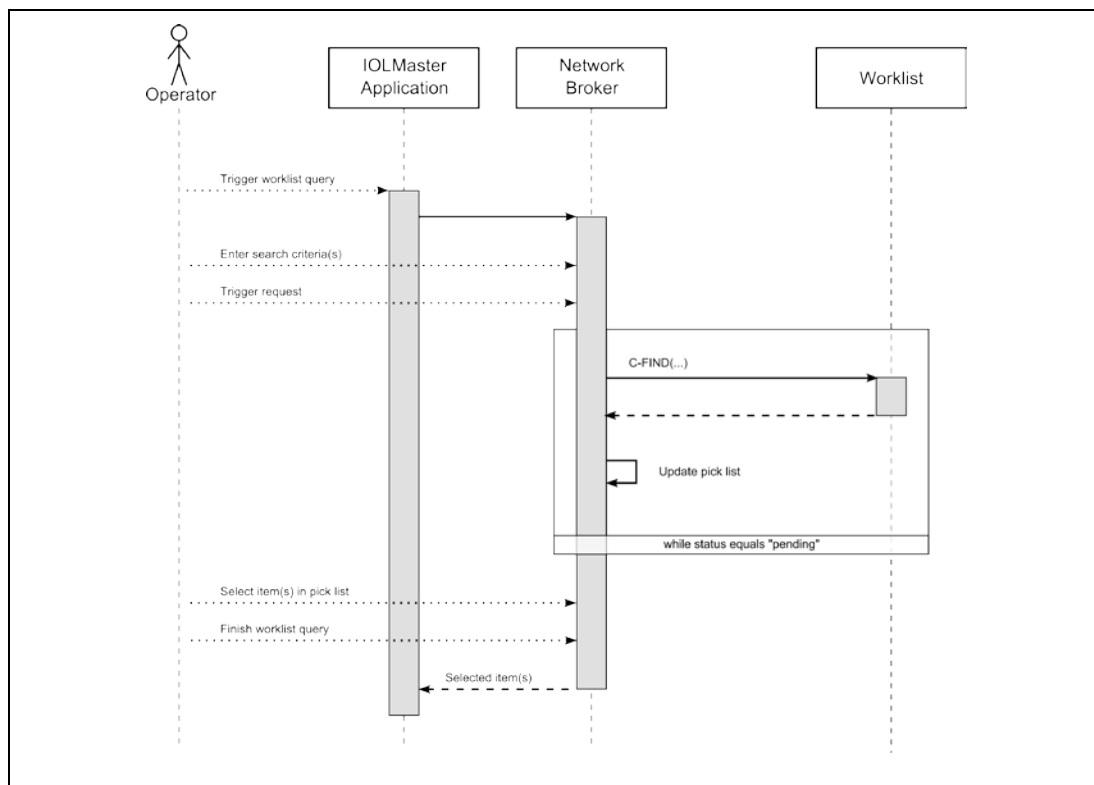 Operator
IOLMaster
Application
Network
Broker
Worklist
Trigger worklist query
Enter search criteria(s)
Trigger request
C-FIND(...)
Update pick list
while status equals "pending"
Select item(s) in pick list
Finish worklist query
Selected item(s)